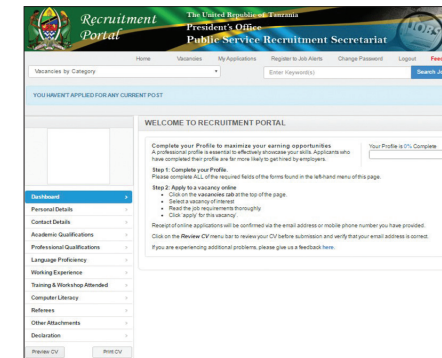 Recruitment
Portal
The United Republic of Tanzania
President's Office
Public Service Recruitment Secretariat
JOBS
Home Vacancies My Applications Register to Job Alerts Change Password Logout Feed
Vacancies by Category
Enter Keyword(s)
Search Jo
YOU HAVEN'T APPLIED FOR ANY CURRENT POST
WELCOME TO RECRUITMENT PORTAL
Complete your Profile to maximize your earning opportunities
A professional profile is essential to effectively showcase your skills. Applicants who
have completed their profile are far more likely to get hired by employers.
Your Profile is 0% Complete
Step 1: Complete your Profile.
Please complete ALL of the required fields of the forms found in the left-hand menu of this page.
Step 2: Apply to a vacancy online
Click on the vacancies tab at the top of the page.
Select a vacancy of interest
Read the job requirements thoroughly
Click 'apply' for this vacancy'.
Receipt of online applications will be confirmed via the email address or mobile phone number you have provided.
Click on the Review CV menu bar to review your CV before submission and verify that your email address is correct.
If you are experiencing additional problems, please give us a feedback here.
Dashboard
Personal Details
Contact Details
Academic Qualifications
Professional Qualifications
Language Proficiency
Working Experience
Training & Workshop Attended
Computer Literacy
Referees
Other Attachments
Declaration
Preview CV Print CV